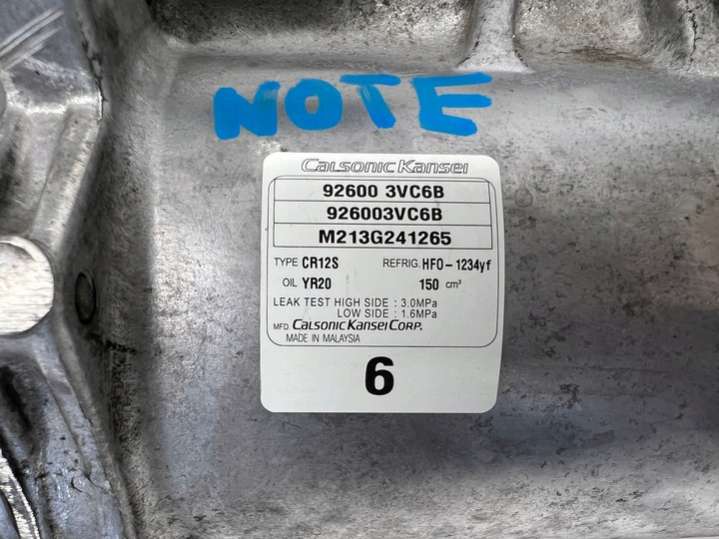 NOTE
Calsonic Kansei
92600 3VC6B
926003VC6B
M213G241265
TYPE CR12S REFRIG. HFO-1234yf
OIL YR20 150 cm³
LEAK TEST HIGH SIDE : 3.0MPa
LOW SIDE : 1.6MPa
MFD. Calsonic Kansei Corp.
MADE IN MALAYSIA
6